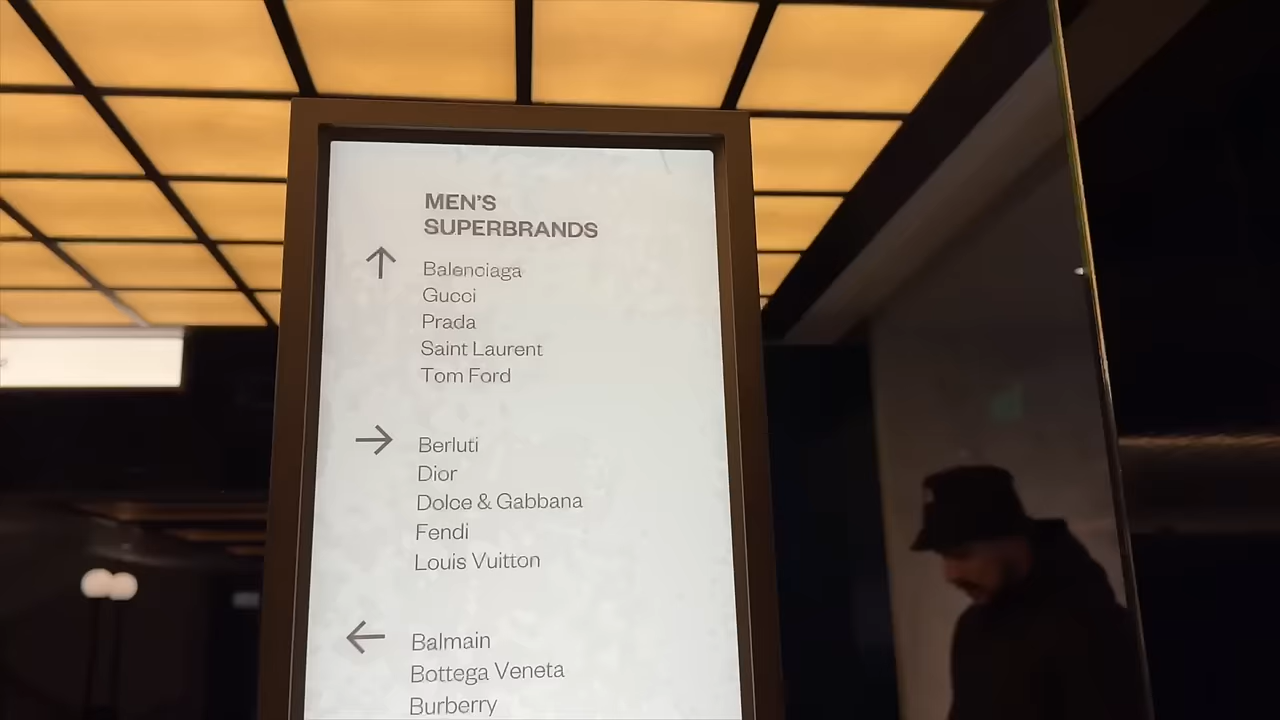 MEN'S
SUPERBRANDS
↑
Balenciaga
Gucci
Prada
Saint Laurent
Tom Ford
→
Berluti
Dior
Dolce & Gabbana
Fendi
Louis Vuitton
←
Balmain
Bottega Veneta
Burberry